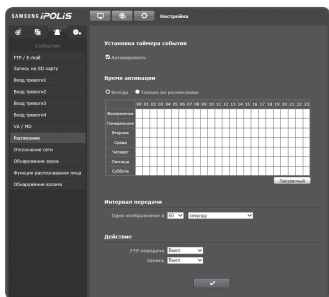 SAMSUNG iPOLiS
Настройка
События
FTP / E-mail
Запись на SD карту
Вход тревоги1
Вход тревоги2
Вход тревоги3
Вход тревоги4
VA / MD
Расписание
Отключение сети
Обнаружение звука
Функция распознавания лица
Обнаружение взлома
Установка таймера события
Активировать
Время активации
Всегда
Только по расписанию
00 01 02 03 04 05 06 07 08 09 10 11 12 13 14 15 16 17 18 19 20 21 22 23
Воскресенье
Понедельник
Вторник
Среда
Четверг
Пятница
Суббота
Прозрачный
Интервал передачи
Одно изображение в 60 секунду
Действие
FTP передача Выкл.
Запись Выкл.